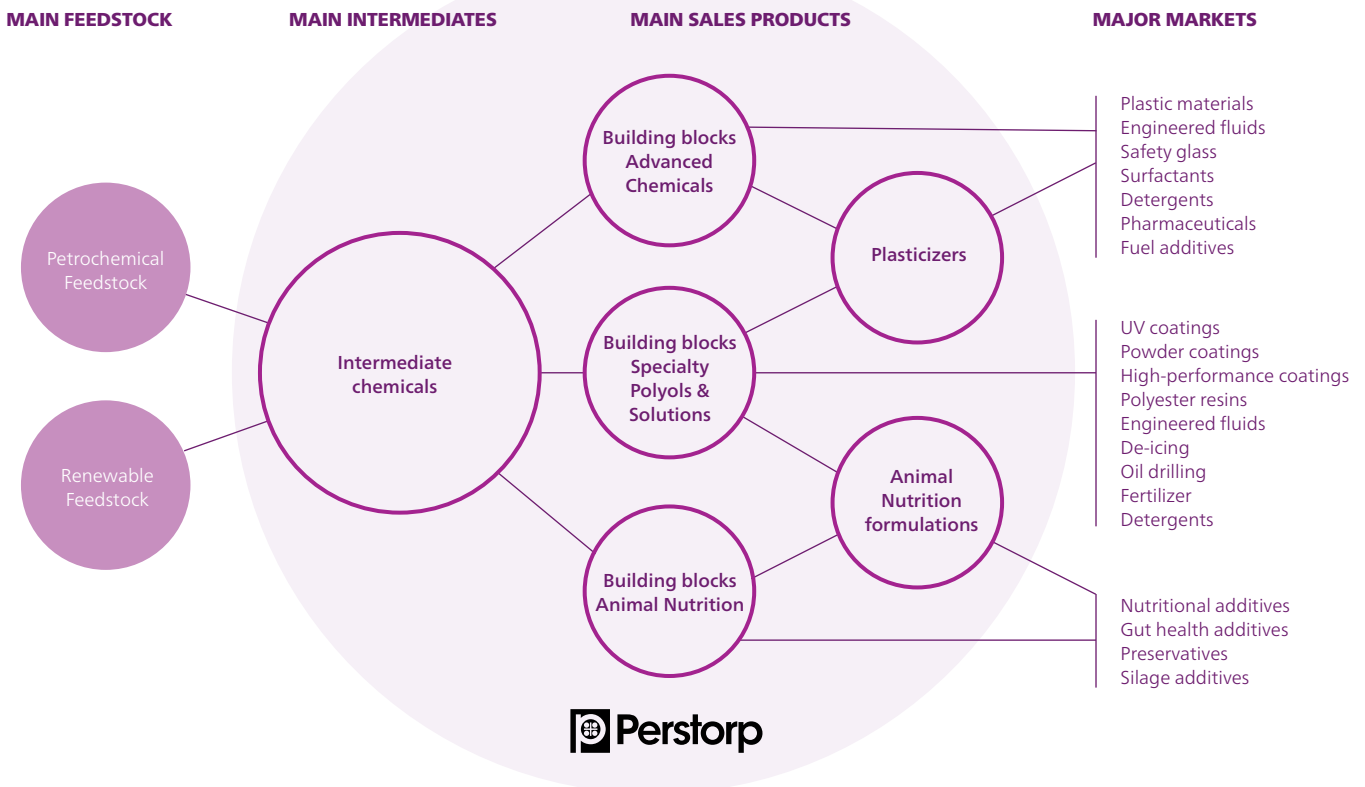 MAIN FEEDSTOCK
MAIN INTERMEDIATES
MAIN SALES PRODUCTS
MAJOR MARKETS
Petrochemical
Feedstock
Renewable
Feedstock
Intermediate
chemicals
Building blocks
Advanced
Chemicals
Building blocks
Specialty
Polyols &
Solutions
Building blocks
Animal Nutrition
Plasticizers
Animal
Nutrition
formulations
Plastic materials
Engineered fluids
Safety glass
Surfactants
Detergents
Pharmaceuticals
Fuel additives
UV coatings
Powder coatings
High-performance coatings
Polyester resins
Engineered fluids
De-icing
Oil drilling
Fertilizer
Detergents
Nutritional additives
Gut health additives
Preservatives
Silage additives
Perstorp